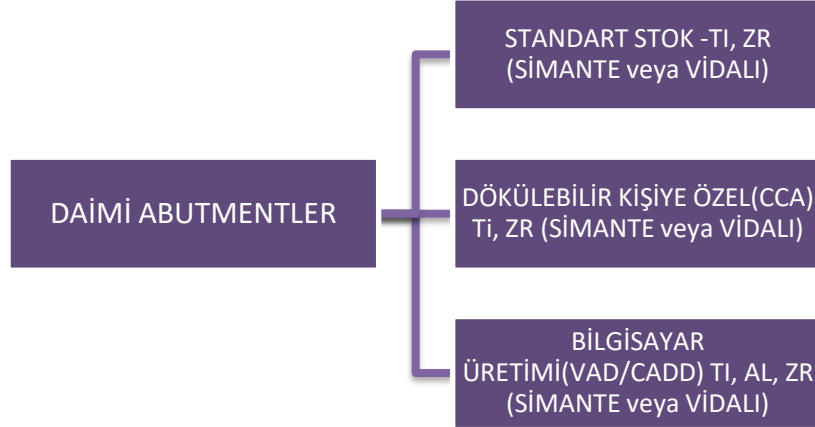 DAİMİ ABUTMENTLER
STANDART STOK -TI, ZR
(SİMANTE veya VİDALI)
DÖKÜLEBİLİR KİŞİYE ÖZEL(CCA)
Ti, ZR (SİMANTE veya VİDALI)
BİLGİSAYAR
ÜRETİMİ(VAD/CADD) TI, AL, ZR
(SİMANTE veya VİDALI)